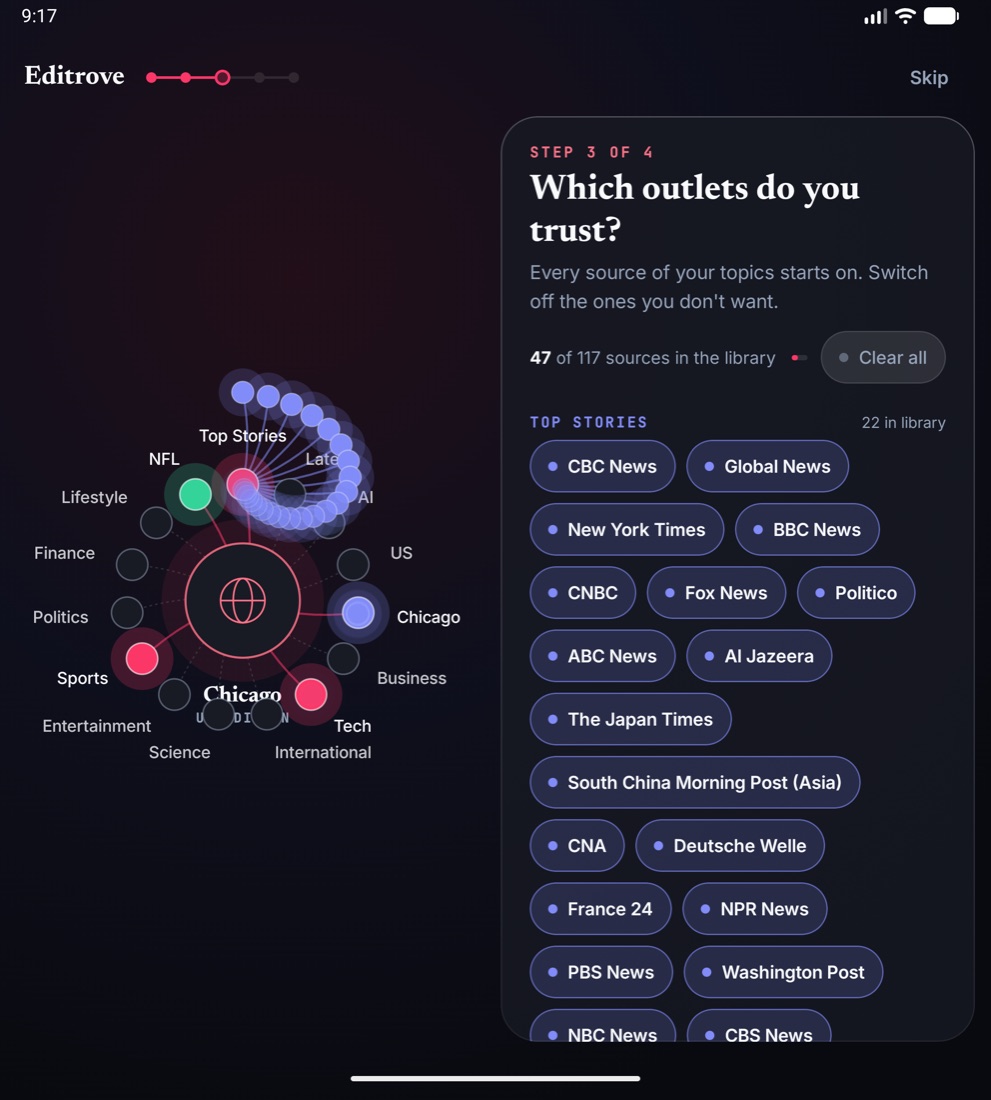 9:17
Editrove
Skip
STEP 3 OF 4
Which outlets do you
trust?
Every source of your topics starts on. Switch
off the ones you don't want.
47 of 117 sources in the library
Clear all
TOP STORIES
22 in library
CBC News
Global News
New York Times
BBC News
CNBC
Fox News
Politico
ABC News
Al Jazeera
The Japan Times
South China Morning Post (Asia)
CNA
Deutsche Welle
France 24
NPR News
PBS News
Washington Post
NBC News
CBS News
Top Stories
NFL
Late
Lifestyle
AI
Finance
US
Politics
Chicago
Sports
Business
Chicago
Entertainment
Tech
Science
International